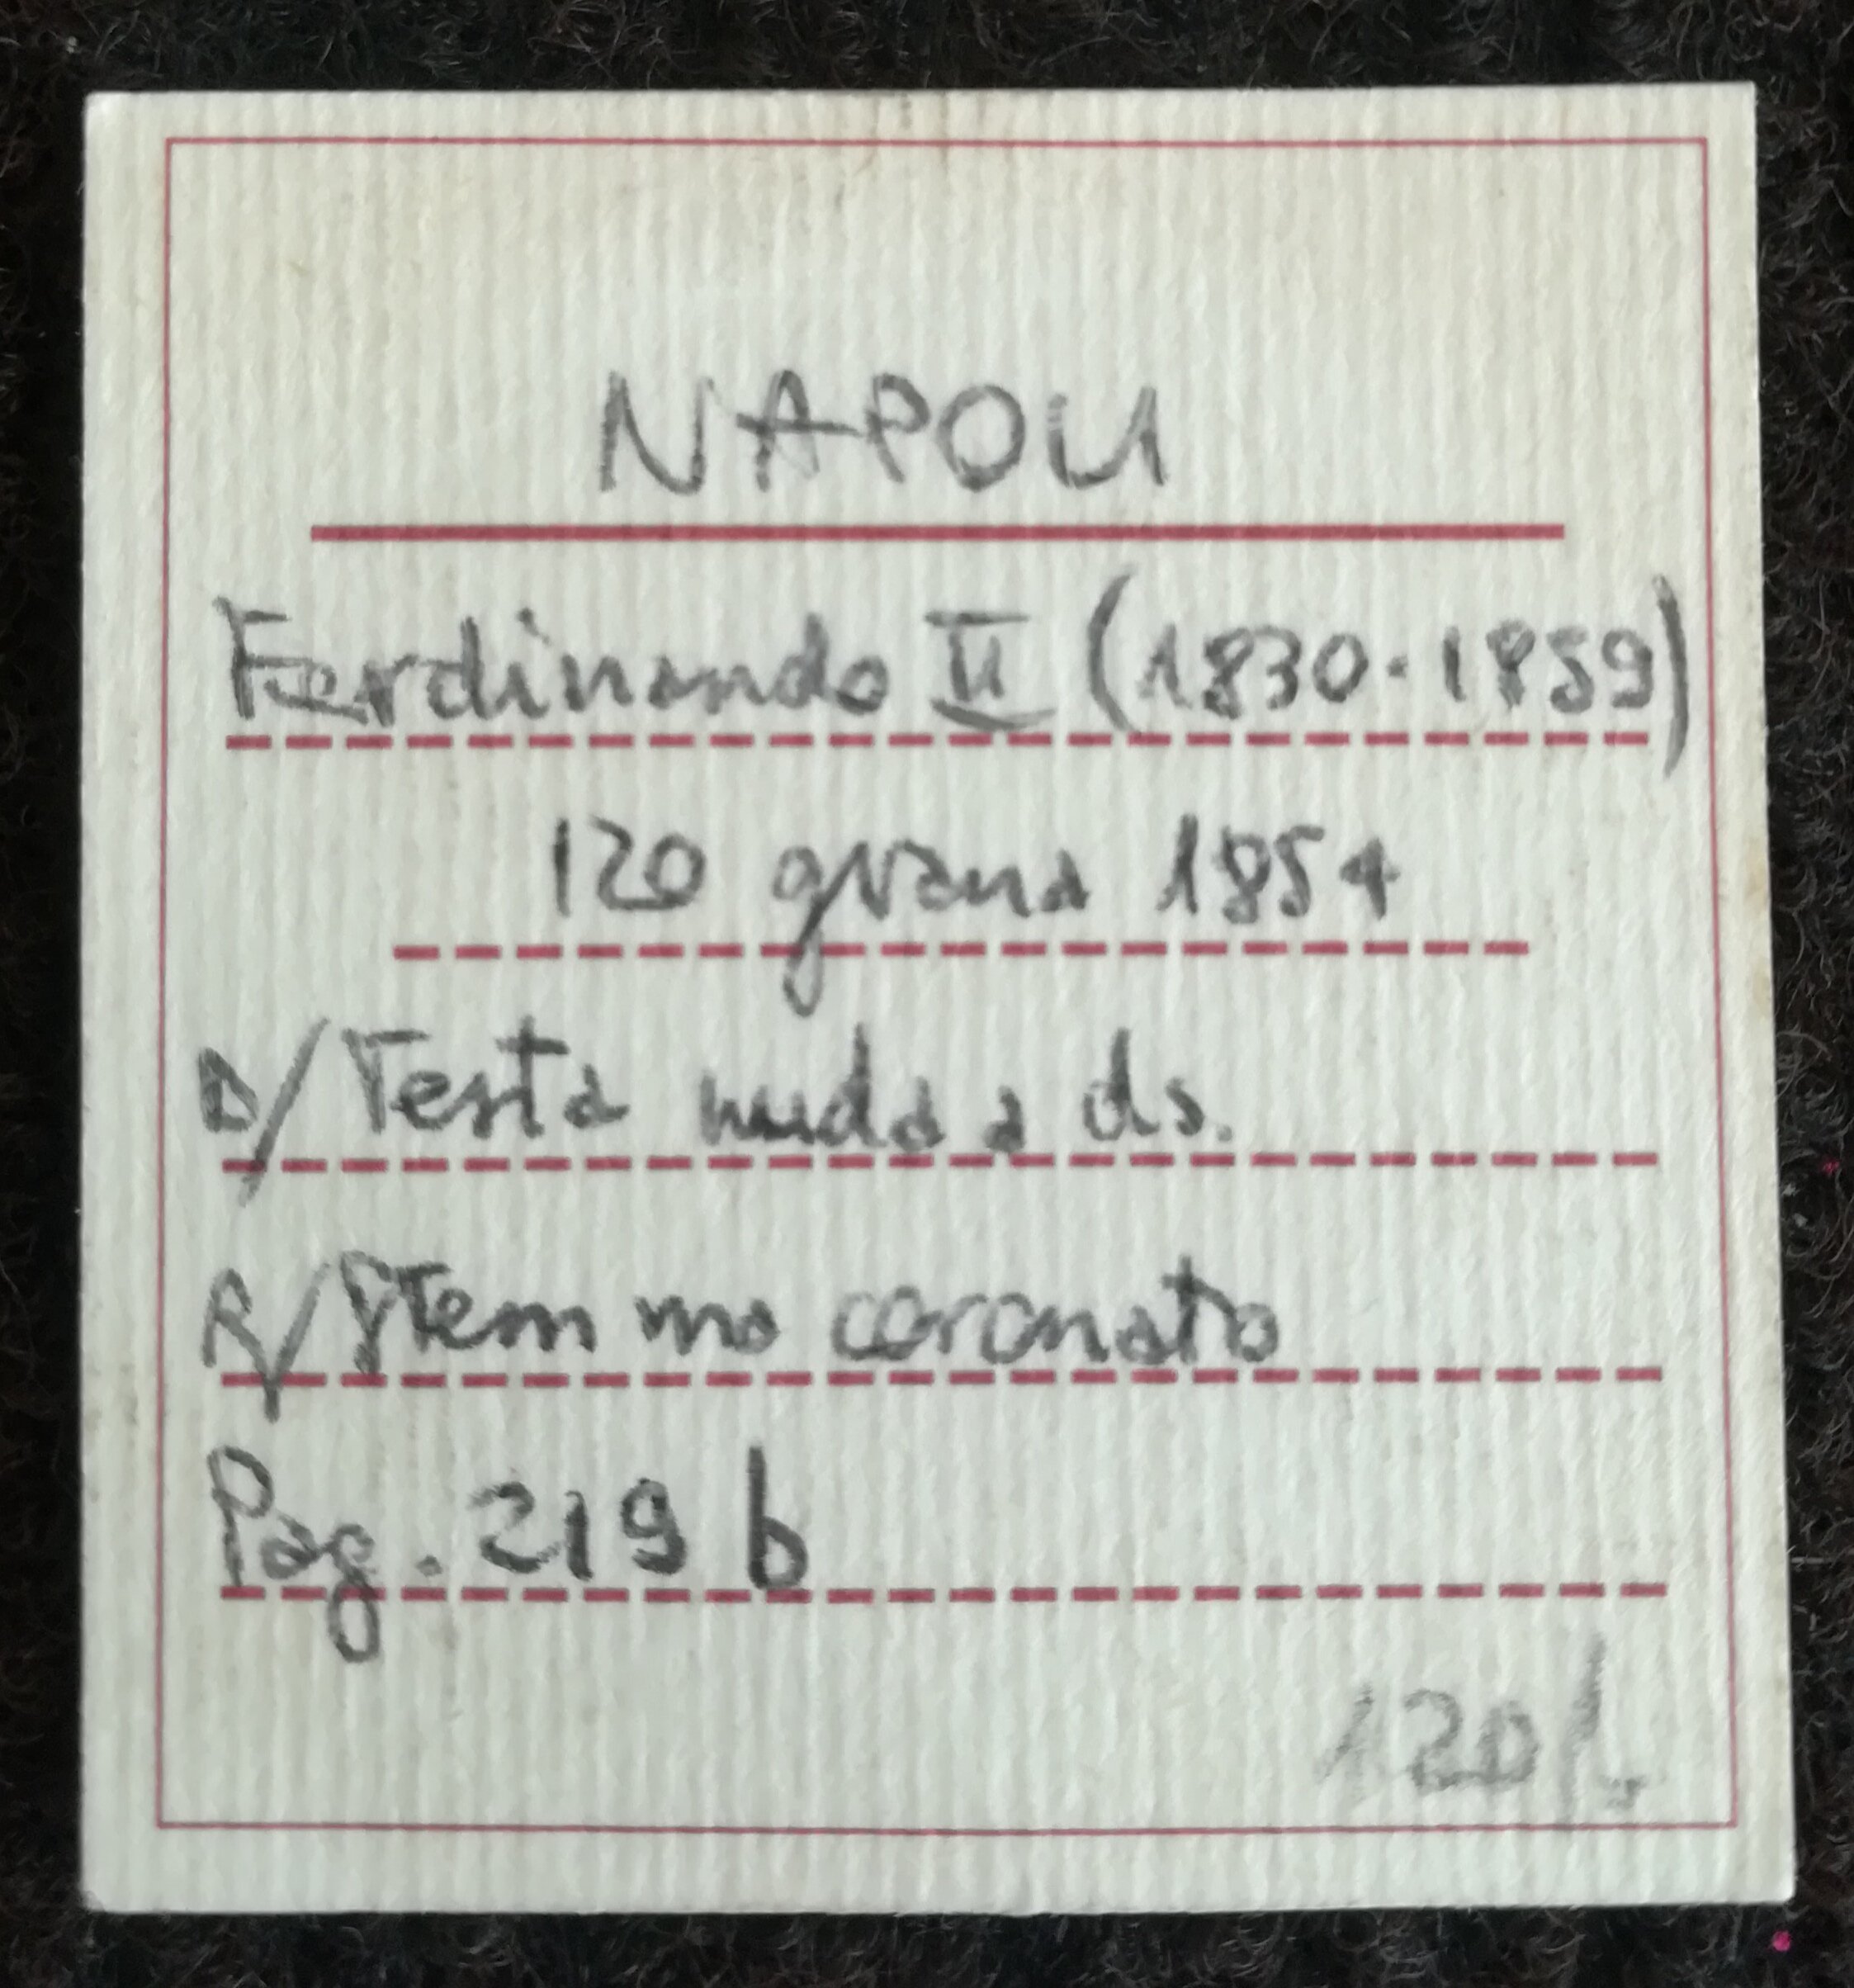 NAPOLI
Ferdinando II (1830-1859)
120 grana 1854
D/Testa nuda a ds.
R/Stemma coronato
Pag. 219 b
120/